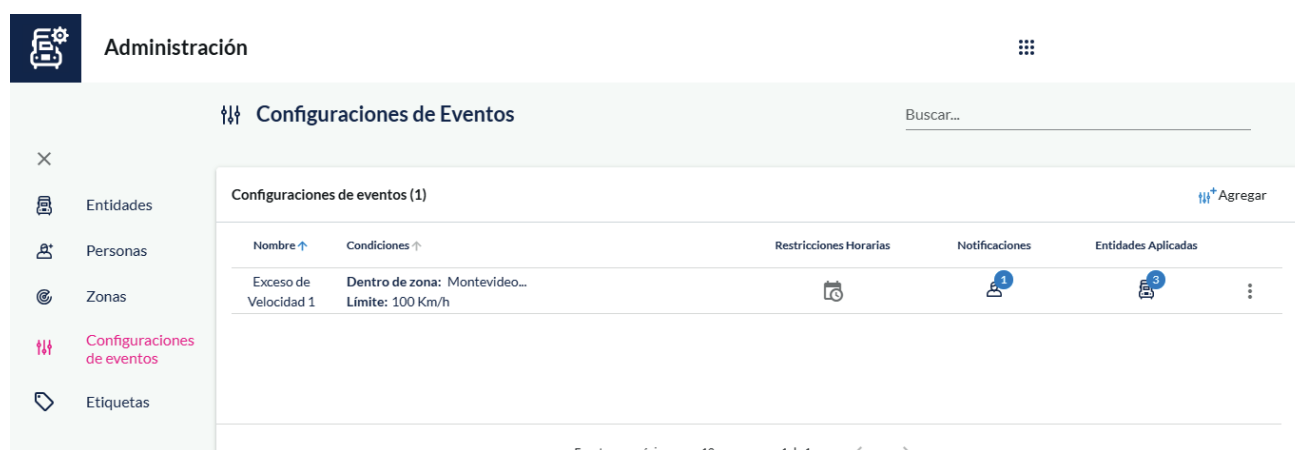 Administración
Configuraciones de Eventos
Buscar...
Entidades
Personas
Zonas
Configuraciones
de eventos
Etiquetas
Configuraciones de eventos (1)
Agregar
Nombre Condiciones Restricciones Horarias Notificaciones Entidades Aplicadas
Exceso de Dentro de zona: Montevideo... 1 3
Velocidad 1 Límite: 100 Km/h